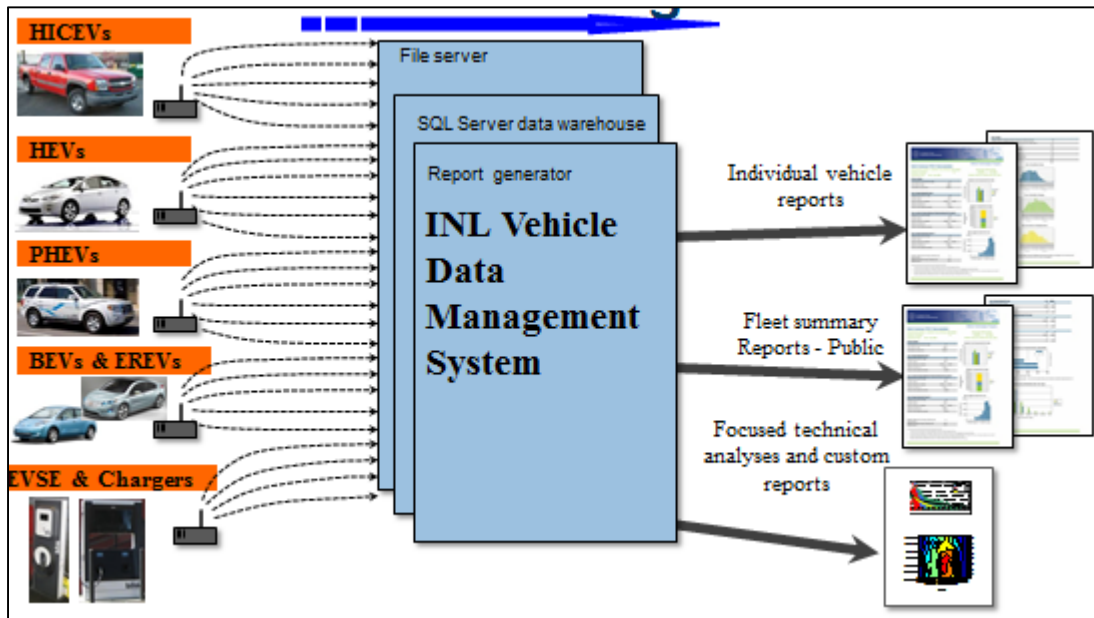 HICEVs
HEVs
PHEVs
BEVs & EREVs
EVSE & Chargers
File server
SQL Server data warehouse
Report generator
INL Vehicle
Data
Management
System
Individual vehicle
reports
Fleet summary
Reports - Public
Focused technical
analyses and custom
reports